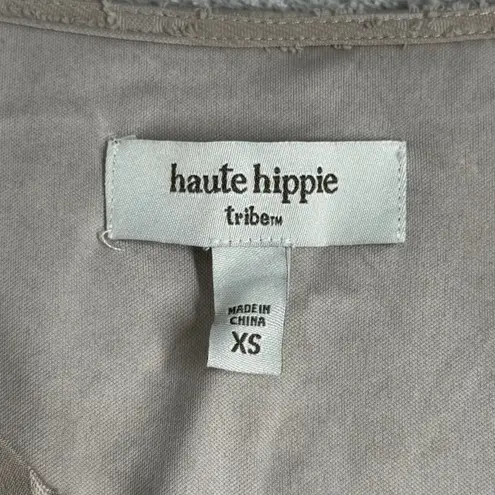 haute hippie
tribe™
MADE IN
CHINA
XS